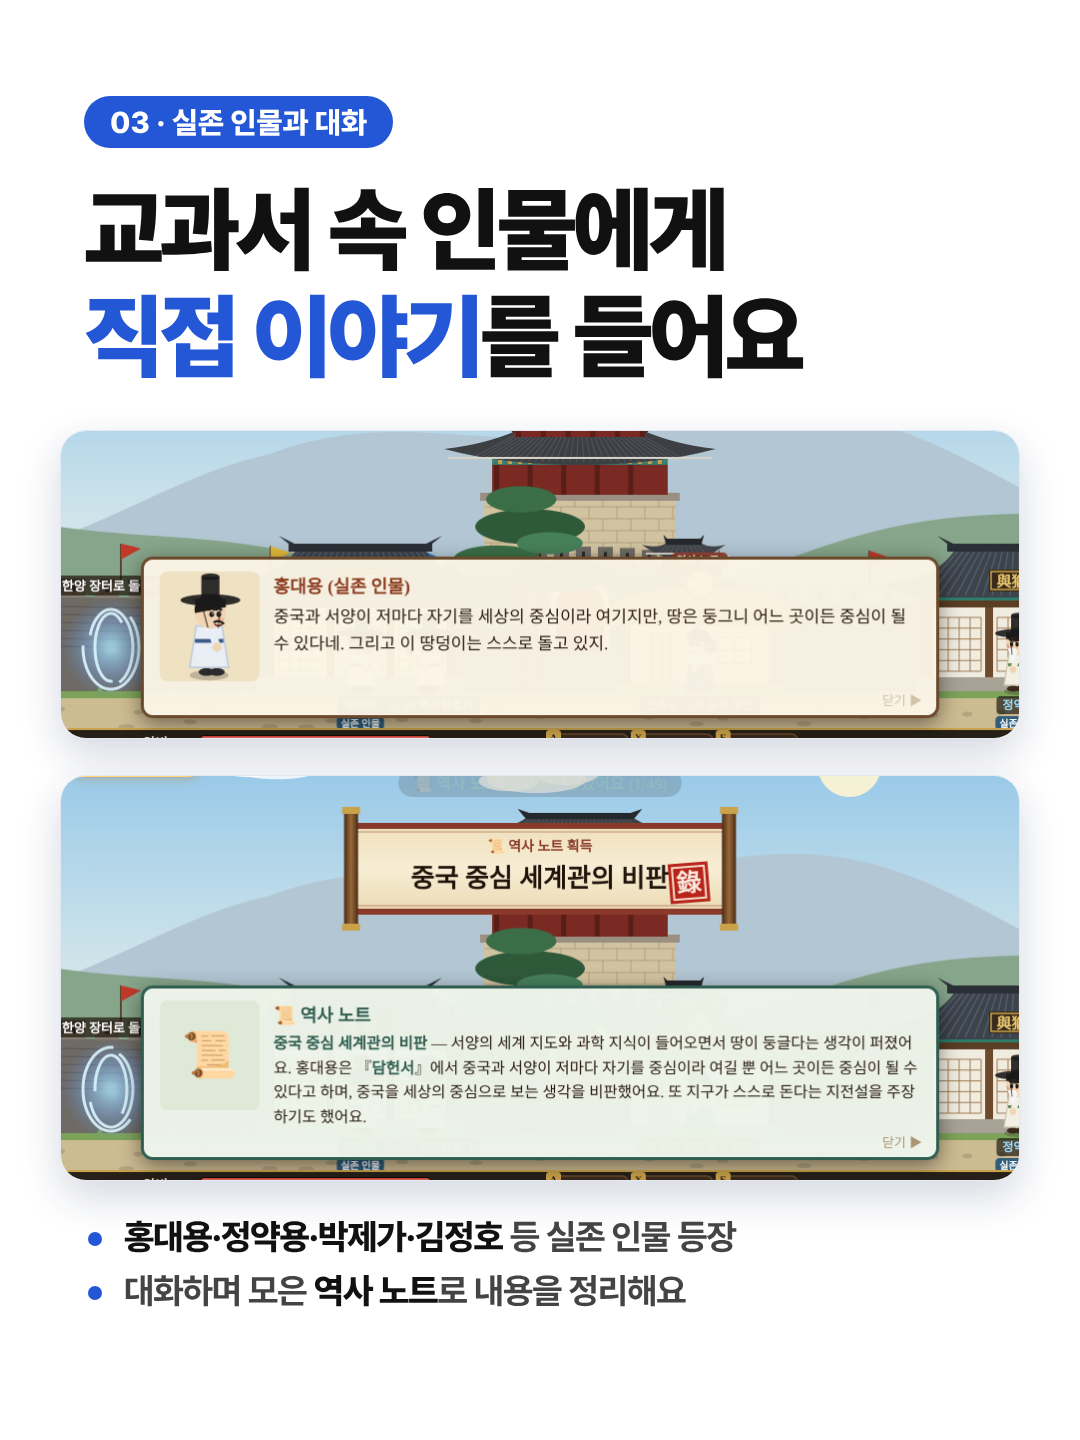 03 · 실존 인물과 대화
교과서 속 인물에게
직접 이야기를 들어요
한양 장터로 돌
홍대용 (실존 인물)
중국과 서양이 저마다 자기를 세상의 중심이라 여기지만, 땅은 둥그니 어느 곳이든 중심이 될
수 있다네. 그리고 이 땅덩이는 스스로 돌고 있지.
닫기 ▶
실존 인물
📜 역사 노트 획득
중국 중심 세계관의 비판
錄
한양 장터로 돌
📜 역사 노트
중국 중심 세계관의 비판 — 서양의 세계 지도와 과학 지식이 들어오면서 땅이 둥글다는 생각이 퍼졌어
요. 홍대용은 『담헌서』에서 중국과 서양이 저마다 자기를 중심이라 여길 뿐 어느 곳이든 중심이 될 수
있다고 하며, 중국을 세상의 중심으로 보는 생각을 비판했어요. 또 지구가 스스로 돈다는 지전설을 주장
하기도 했어요.
닫기 ▶
실존 인물
홍대용·정약용·박제가·김정호 등 실존 인물 등장
대화하며 모은 역사 노트로 내용을 정리해요